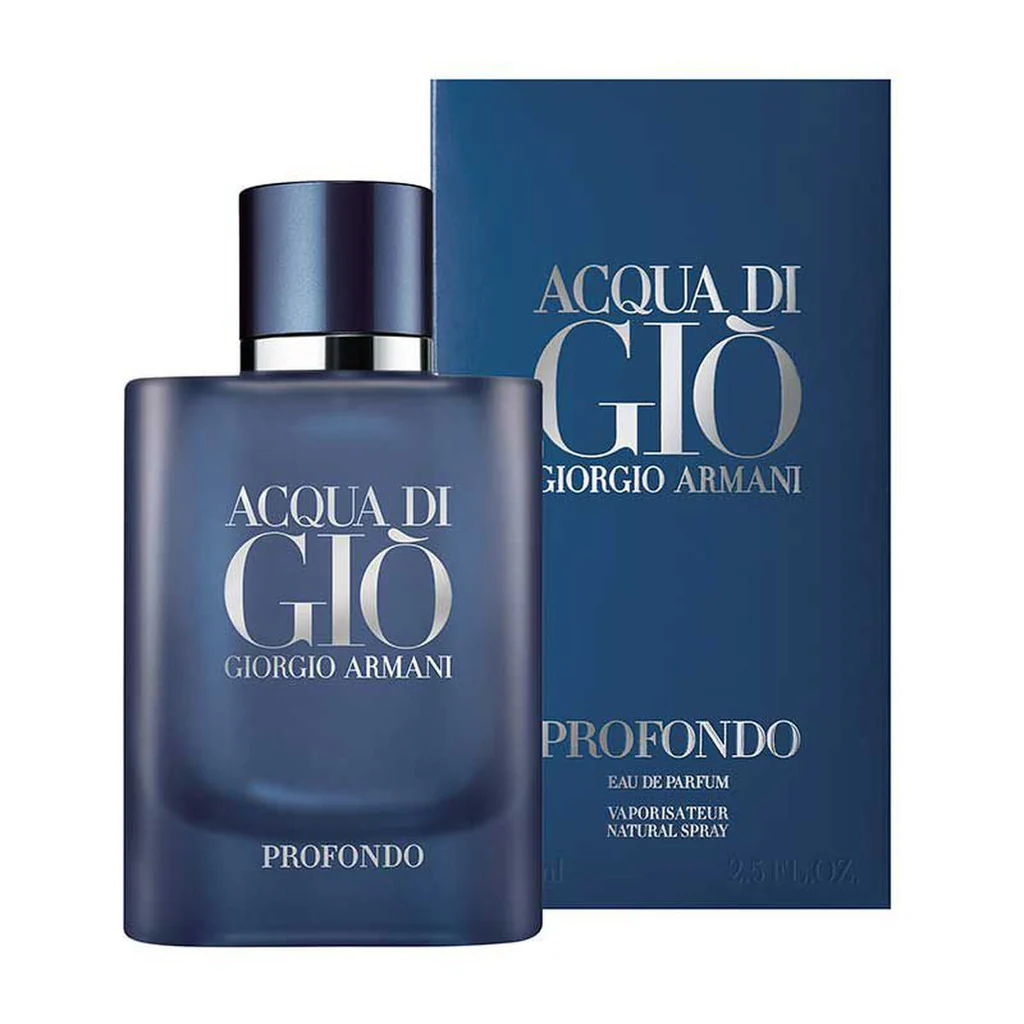 ACQUA DI
GIÒ
GIORGIO ARMANI
PROFONDO
ACQUA DI
GIÒ
GIORGIO ARMANI
PROFONDO
EAU DE PARFUM
VAPORISATEUR
NATURAL SPRAY
ml 2.5 FL.OZ.